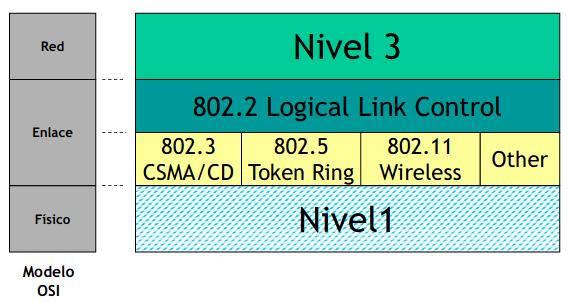 Red
Nivel 3
Enlace
802.2 Logical Link Control
802.3
CSMA/CD
802.5
Token Ring
802.11
Wireless
Other
Físico
Nivel1
Modelo
OSI